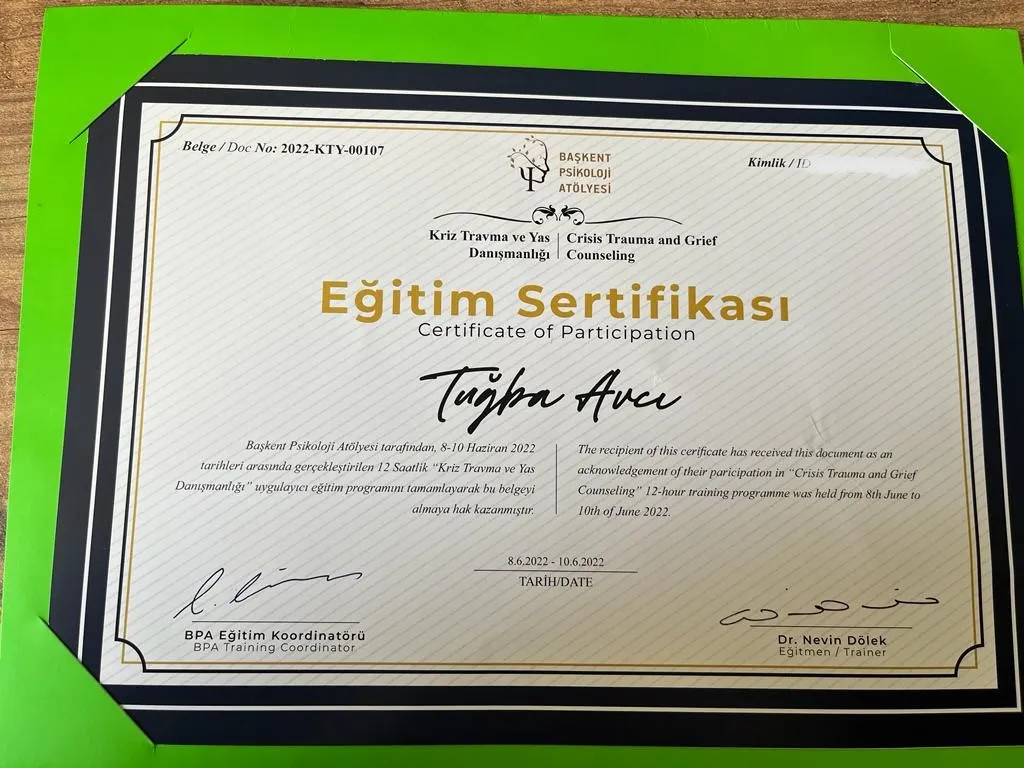 Belge / Doc No: 2022-KTY-00107
BAŞKENT
PSİKOLOJİ
ATÖLYESİ
Kimlik / ID
Kriz Travma ve Yas
Danışmanlığı
Crisis Trauma and Grief
Counseling
Eğitim Sertifikası
Certificate of Participation
Tuğba Avcı
Başkent Psikoloji Atölyesi tarafından, 8-10 Haziran 2022
tarihleri arasında gerçekleştirilen 12 Saatlik "Kriz Travma ve Yas
Danışmanlığı" uygulayıcı eğitim programını tamamlayarak bu belgeyi
almaya hak kazanmıştır.
The recipient of this cerificate has received this document as an
acknowledgement of their paricipation in "Crisis Trauma and Grief
Counseling" 12-hour training programme was held from 8th June to
10th of June 2022.
8.6.2022 - 10.6.2022
TARİH/DATE
BPA Eğitim Koordinatörü
BPA Training Coordinator
Dr. Nevin Dölek
Eğitmen / Trainer